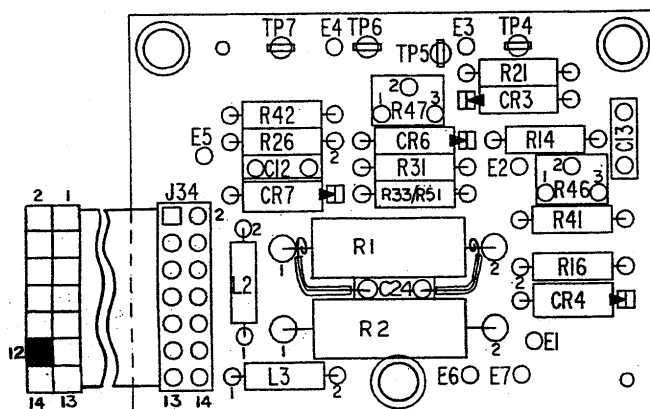 TP7 E4 TP6 E3 TP4
TP5
R21
2
1 R47 3
CR3
R42
E5 R26 2
CR6
R14
C13
C12
R31
E2 2
1 R46 3
CR7
R33/R51
J34
2 1
2
R41
2
L2
1
R1
2
1 C24 2
R16
2
CR4
R2
1 2
E1
12
1
1 L3 2
E6 E7
14 13
13 14